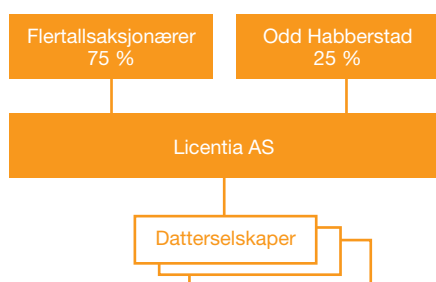 Flertallsaksjonærer
75 %
Odd Habberstad
25 %
Licentia AS
Datterselskaper